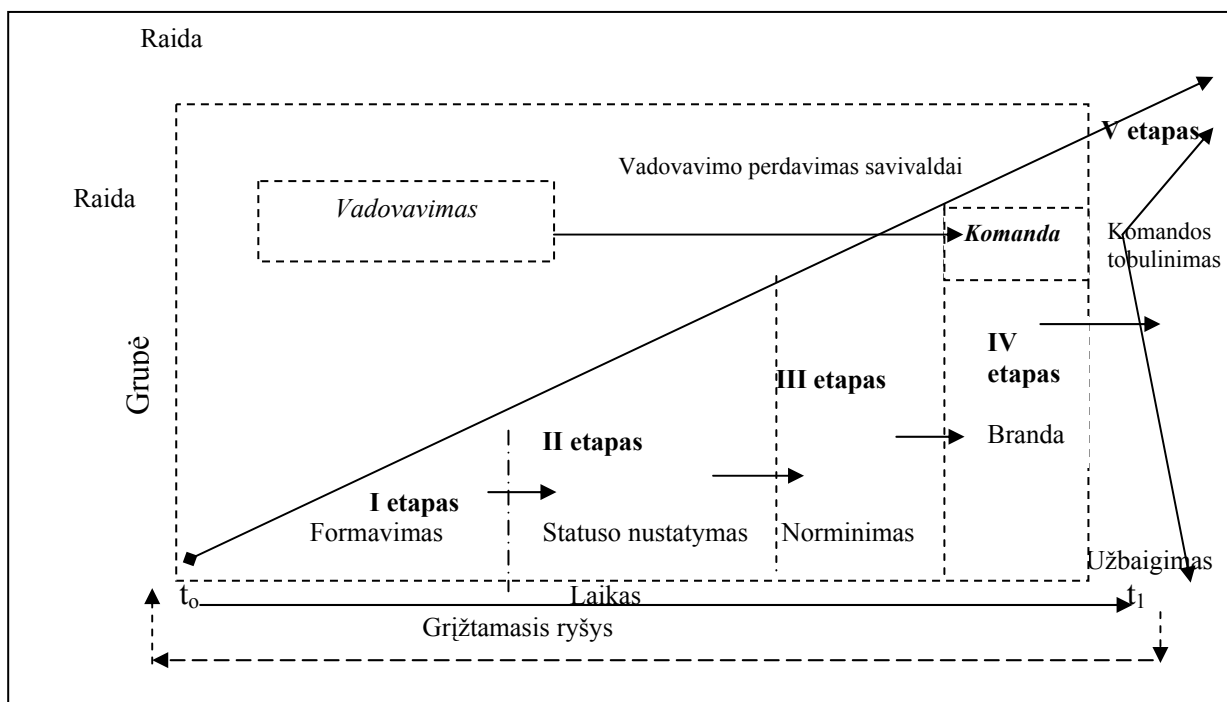 Raida
V etapas
Vadovavimo perdavimas savivaldai
Raida
Vadovavimas
Komanda
Komandos
tobulinimas
Grupė
IV
etapas
III etapas
II etapas
Branda
I etapas
Formavimas
Statuso nustatymas
Norminimas
Užbaigimas
to
Laikas
t1
Grįžtamasis ryšys